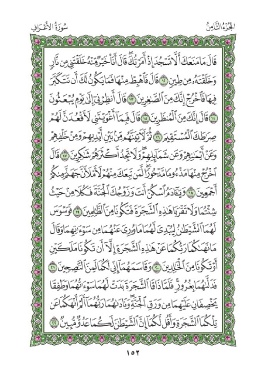 الجزء الثامن
سورة الأعراف
قَالَ مَا مَنَعَكَ أَلَّا تَسْجُدَ إِذْ أَمَرْتُكَ قَالَ أَنَا۠ خَيْرٌ مِّنْهُ خَلَقْتَنِي مِن نَّارٍ
وَخَلَقْتَهُۥ مِن طِينٍ ١٢ قَالَ فَٱهْبِطْ مِنْهَا فَمَا يَكُونُ لَكَ أَن تَتَكَبَّرَ
فِيهَا فَٱخْرُجْ إِنَّكَ مِنَ ٱلصَّٰغِرِينَ ١٣ قَالَ أَنظِرْنِيٓ إِلَىٰ يَوْمِ يُبْعَثُونَ
١٤ قَالَ إِنَّكَ مِنَ ٱلْمُنظَرِينَ ١٥ قَالَ فَبِمَآ أَغْوَيْتَنِي لَأَقْعُدَنَّ لَهُمْ
صِرَٰطَكَ ٱلْمُسْتَقِيمَ ١٦ ثُمَّ لَأٓتِيَنَّهُم مِّنۢ بَيْنِ أَيْدِيهِمْ وَمِنْ خَلْفِهِمْ
وَعَنْ أَيْمَٰنِهِمْ وَعَن شَمَآئِلِهِمْ وَلَا تَجِدُ أَكْثَرَهُمْ شَٰكِرِينَ ١٧ قَالَ
ٱخْرُجْ مِنْهَا مَذْءُومًا مَّدْحُورًا لَّمَن تَبِعَكَ مِنْهُمْ لَأَمْلَأَنَّ جَهَنَّمَ مِنكُمْ
أَجْمَعِينَ ١٨ وَيَٰٓـَٔادَمُ ٱسْكُنْ أَنتَ وَزَوْجُكَ ٱلْجَنَّةَ فَكُلَا مِنْ حَيْثُ
شِئْتُمَا وَلَا تَقْرَبَا هَٰذِهِ ٱلشَّجَرَةَ فَتَكُونَا مِنَ ٱلظَّٰلِمِينَ ١٩ فَوَسْوَسَ
لَهُمَا ٱلشَّيْطَٰنُ لِيُبْدِيَ لَهُمَا مَا وُۥرِيَ عَنْهُمَا مِن سَوْءَٰتِهِمَا وَقَالَ
مَا نَهَىٰكُمَا رَبُّكُمَا عَنْ هَٰذِهِ ٱلشَّجَرَةِ إِلَّآ أَن تَكُونَا مَلَكَيْنِ
أَوْ تَكُونَا مِنَ ٱلْخَٰلِدِينَ ٢٠ وَقَاسَمَهُمَآ إِنِّي لَكُمَا لَمِنَ ٱلنَّٰصِحِينَ ٢١
فَدَلَّىٰهُمَا بِغُرُورٍ فَلَمَّا ذَاقَا ٱلشَّجَرَةَ بَدَتْ لَهُمَا سَوْءَٰتُهُمَا وَطَفِقَا
يَخْصِفَانِ عَلَيْهِمَا مِن وَرَقِ ٱلْجَنَّةِ وَنَادَىٰهُمَا رَبُّهُمَآ أَلَمْ أَنْهَكُمَا عَن
تِلْكُمَا ٱلشَّجَرَةِ وَأَقُل لَّكُمَآ إِنَّ ٱلشَّيْطَٰنَ لَكُمَا عَدُوٌّ مُّبِينٌ ٢٢
١٥٢